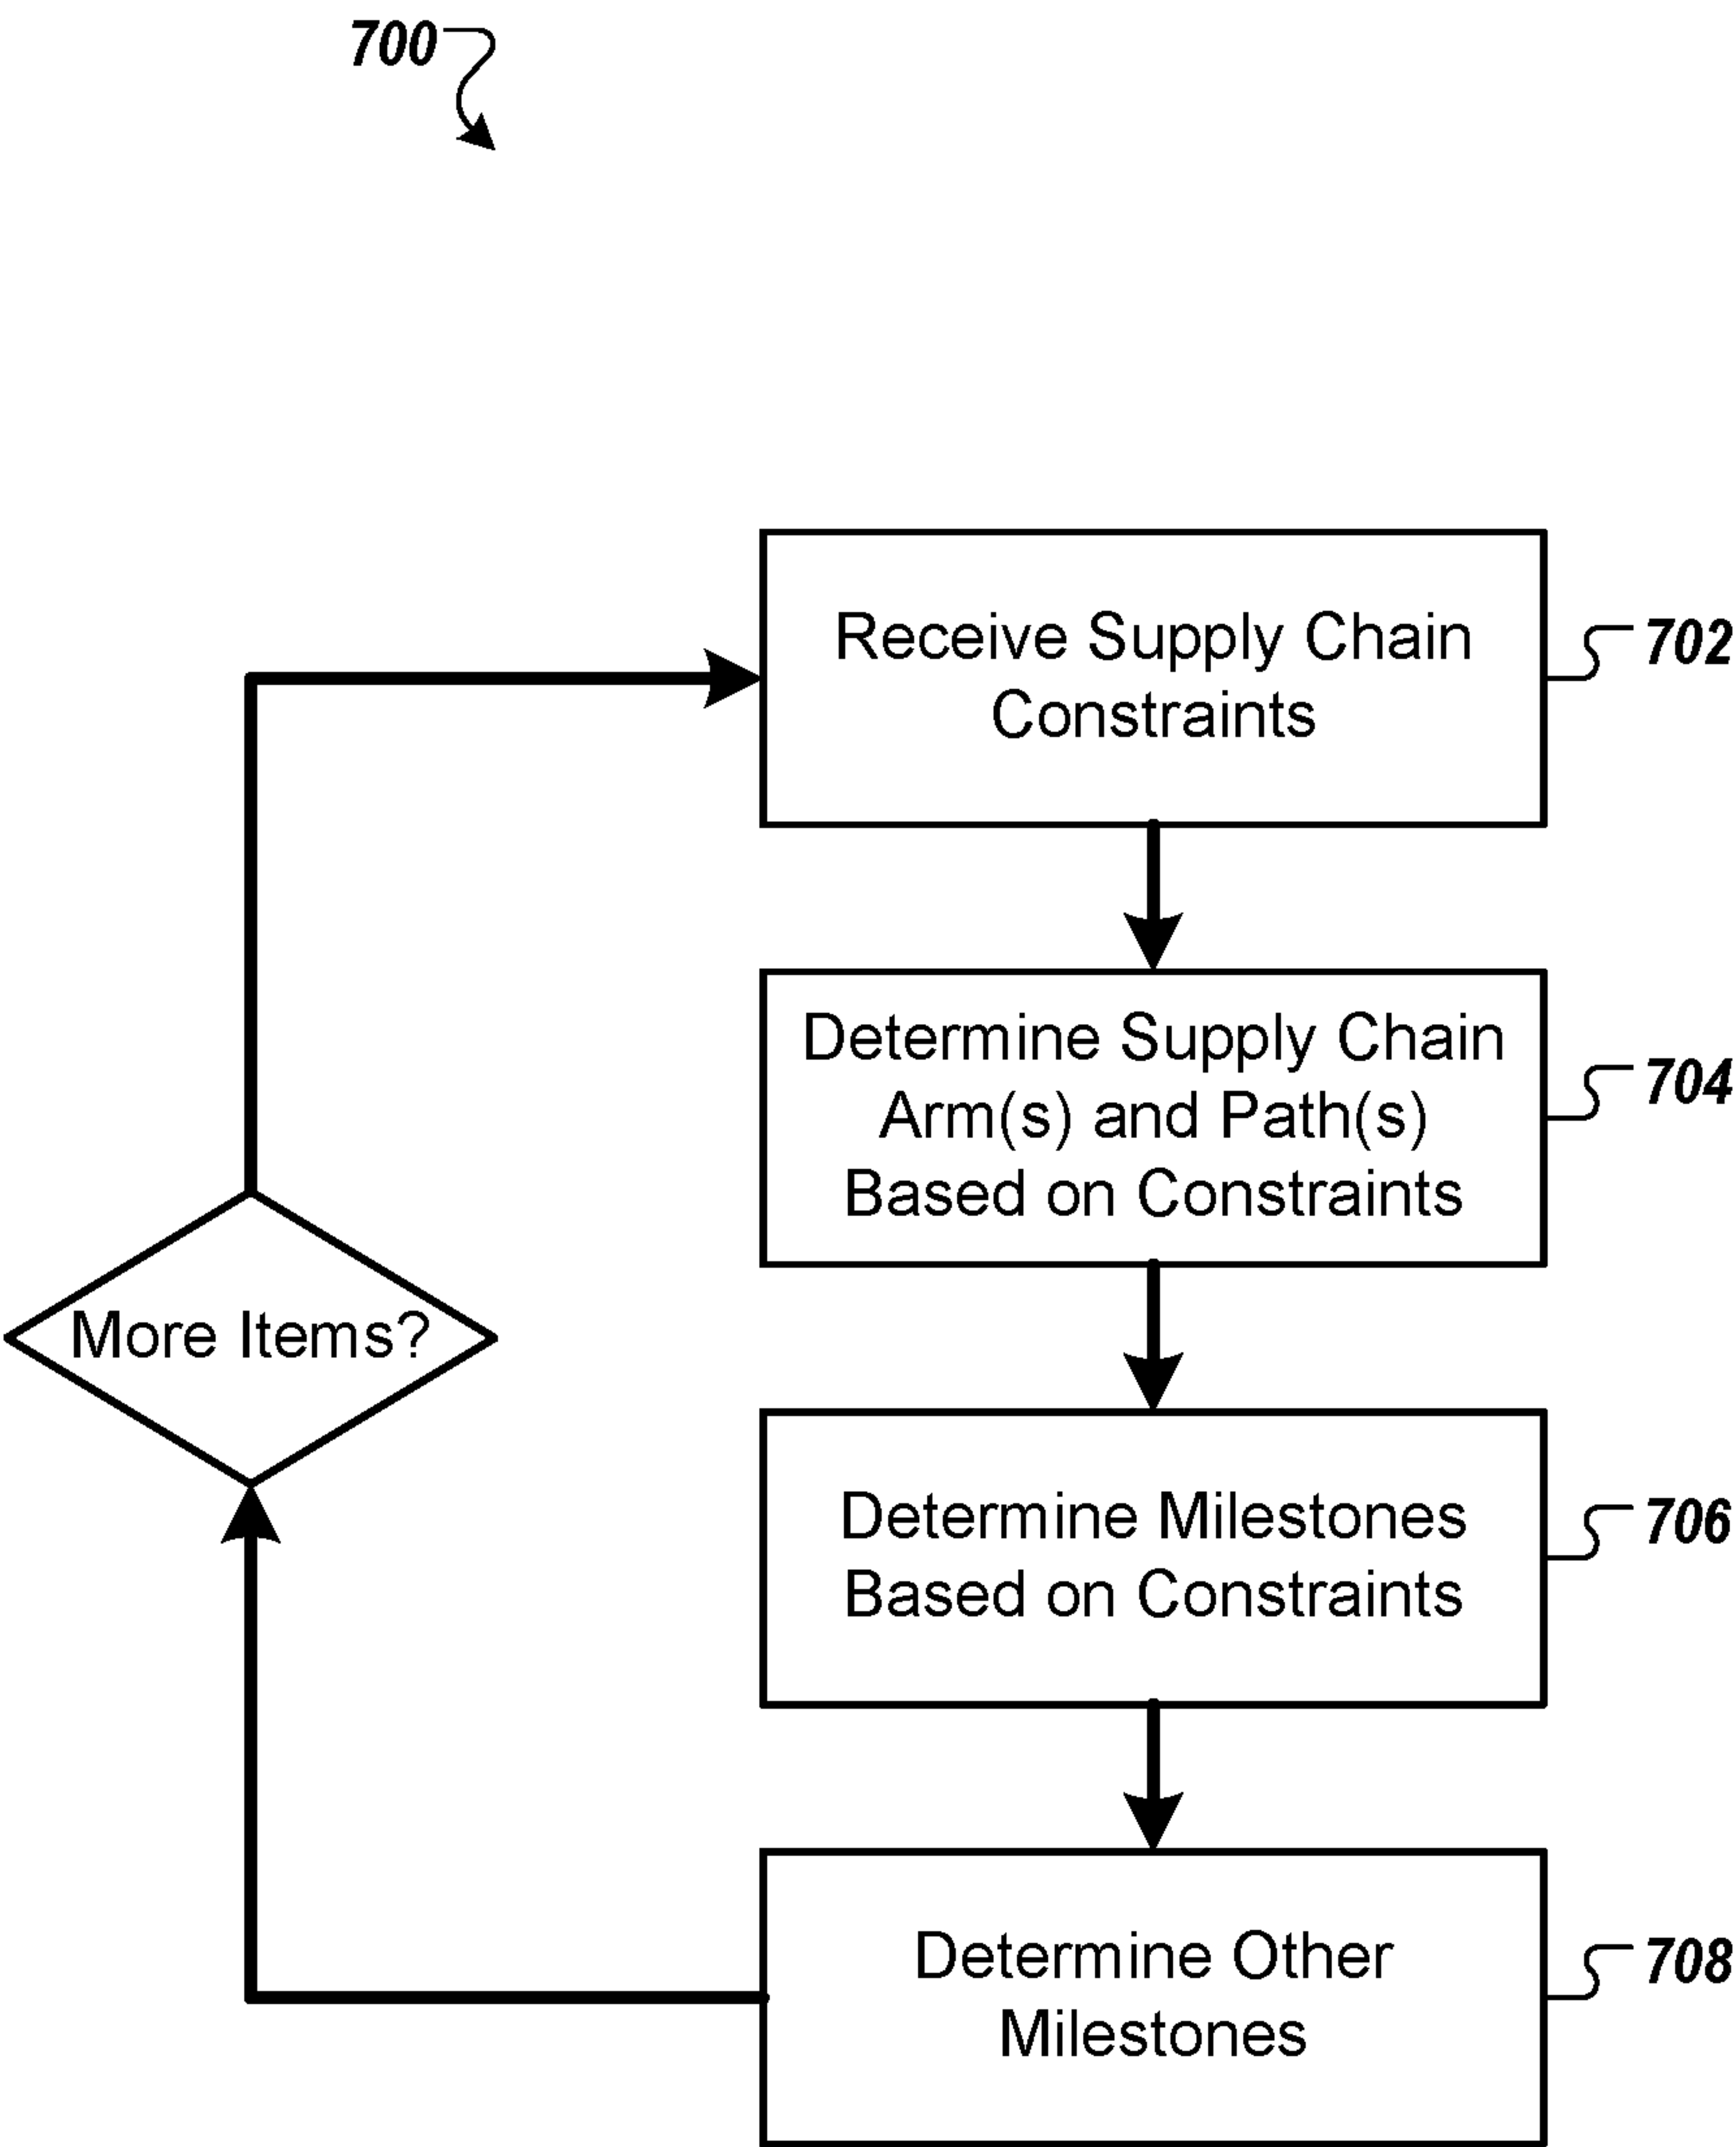 700
Receive Supply Chain
Constraints
702
Determine Supply Chain
Arm(s) and Path(s)
Based on Constraints
704
More Items?
Determine Milestones
Based on Constraints
706
Determine Other
Milestones
708